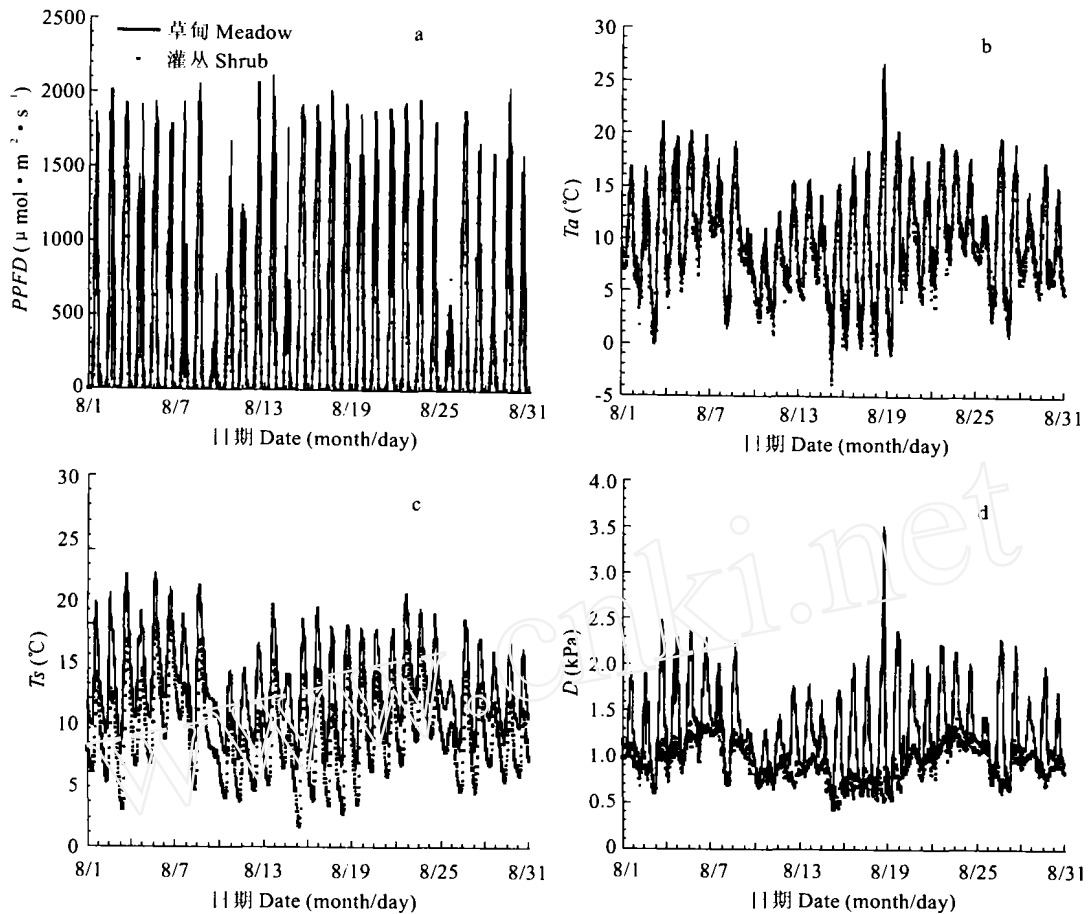 2500
2000
1500
1000
500
0
PPFD (μmol·m⁻²·s⁻¹)
草甸 Meadow
灌丛 Shrub
a
8/1 8/7 8/13 8/19 8/25 8/31
日期 Date (month/day)
30
25
20
15
10
5
0
-5
Ta (℃)
b
8/1 8/7 8/13 8/19 8/25 8/31
日期 Date (month/day)
30
25
20
15
10
5
0
Ts (℃)
c
8/1 8/7 8/13 8/19 8/25 8/31
日期 Date (month/day)
4.0
3.5
3.0
2.5
2.0
1.5
1.0
0.5
0.0
D (kPa)
d
8/1 8/7 8/13 8/19 8/25 8/31
日期 Date (month/day)